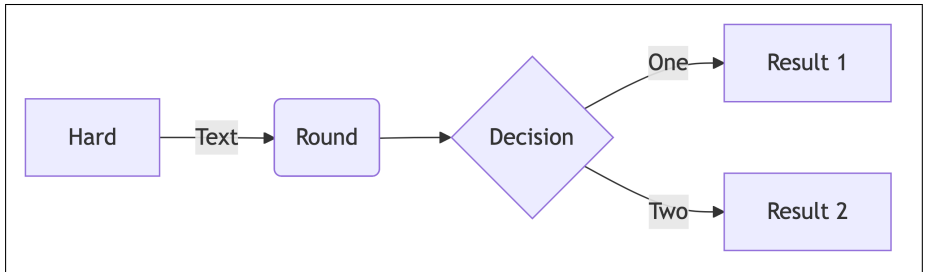 Hard
Text
Round
Decision
One
Result 1
Two
Result 2